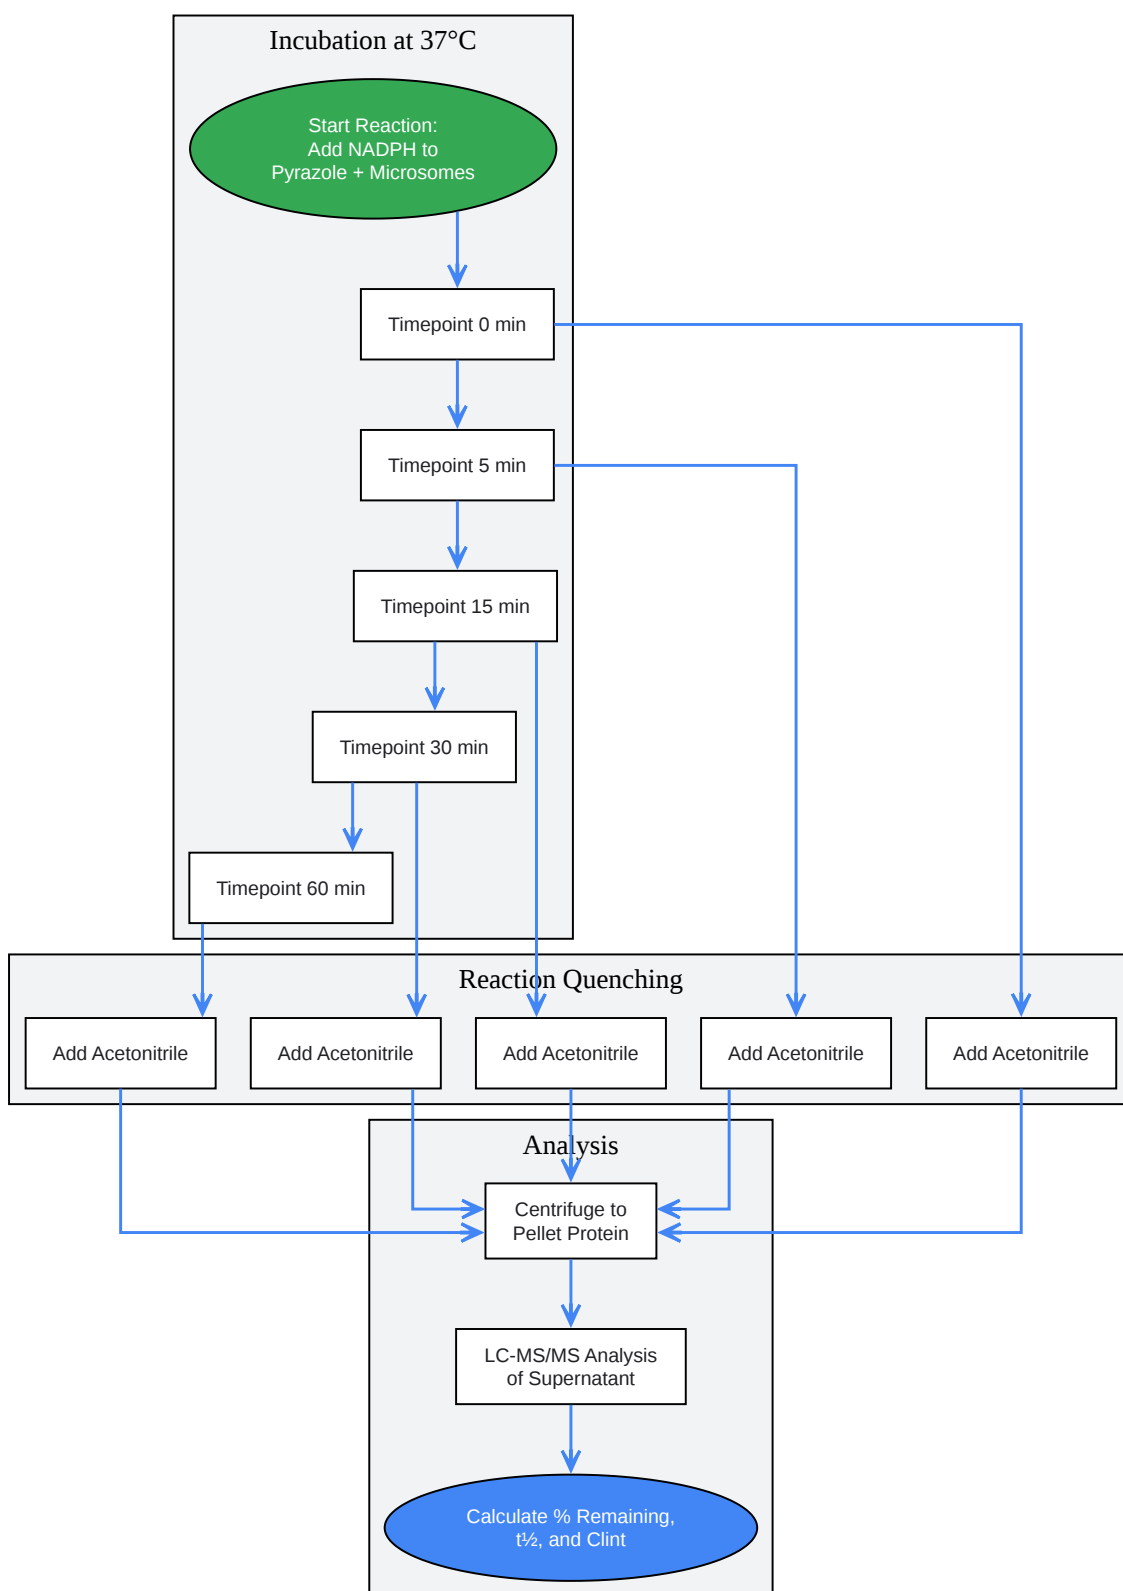 Incubation at 37°C
Start Reaction:
Add NADPH to
Pyrazole + Microsomes
Timepoint 0 min
Timepoint 5 min
Timepoint 15 min
Timepoint 30 min
Timepoint 60 min
Reaction Quenching
Add Acetonitrile
Add Acetonitrile
Add Acetonitrile
Add Acetonitrile
Add Acetonitrile
Analysis
Centrifuge to
Pellet Protein
LC-MS/MS Analysis
of Supernatant
Calculate % Remaining,
t½, and Clint